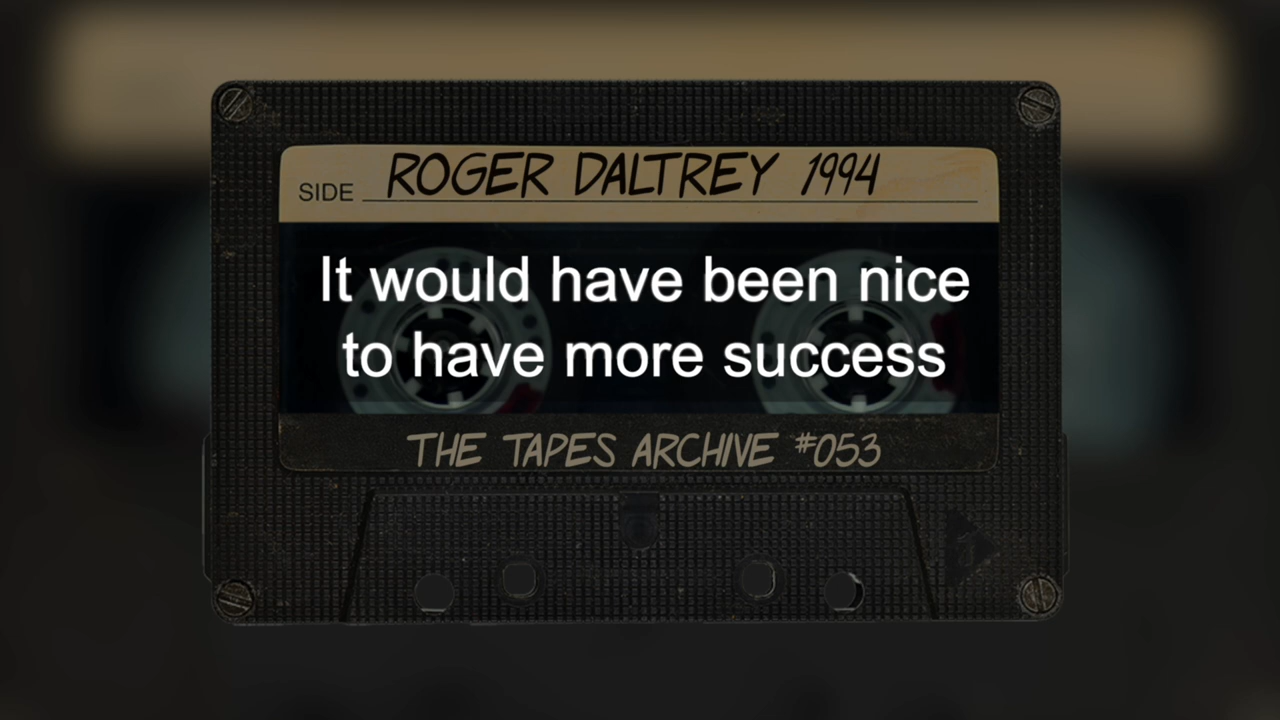 SIDE ROGER DALTREY 1994
It would have been nice
to have more success
THE TAPES ARCHIVE #053